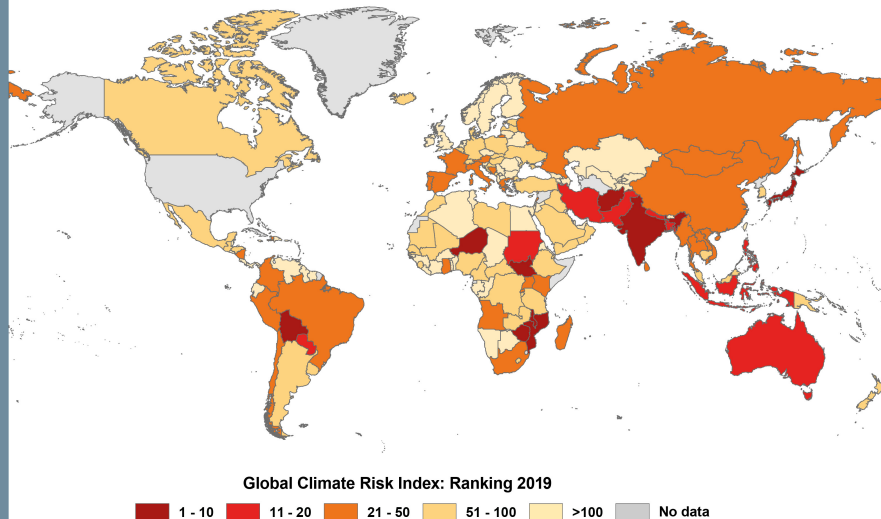 Global Climate Risk Index: Ranking 2019
1 - 10 11 - 20 21 - 50 51 - 100 >100 No data